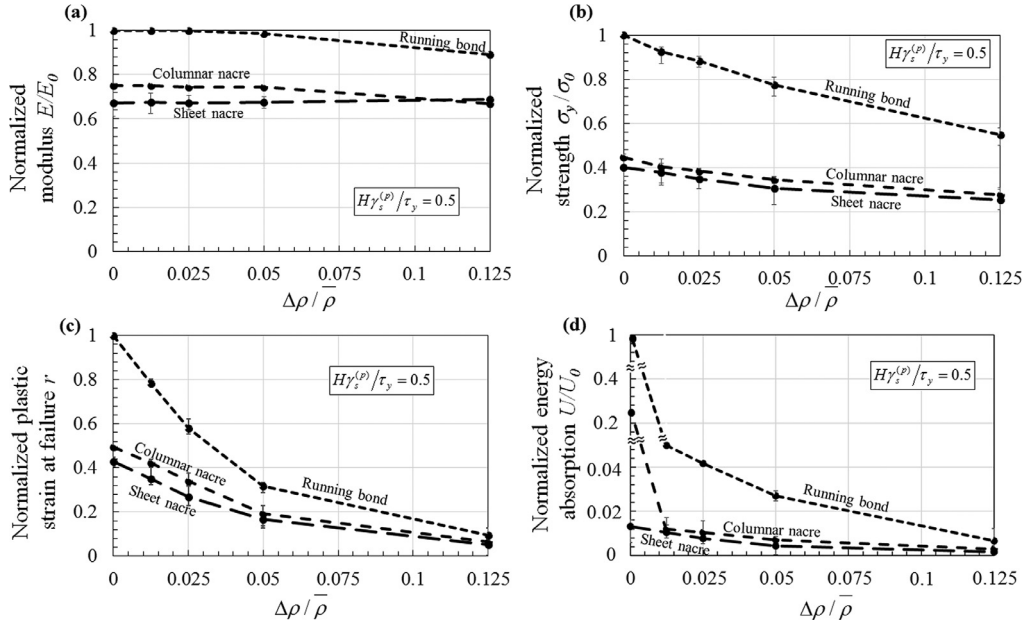 (a)
Normalized
modulus E/E₀
1
0.8
0.6
0.4
0.2
0
Running bond
Columnar nacre
Sheet nacre
Hγₛ⁽ᵖ⁾/τᵧ = 0.5
0 0.025 0.05 0.075 0.1 0.125
Δρ / ρ̅
(b)
Normalized
strength σᵧ/σ₀
1
0.8
0.6
0.4
0.2
0
Hγₛ⁽ᵖ⁾/τᵧ = 0.5
Running bond
Columnar nacre
Sheet nacre
0 0.025 0.05 0.075 0.1 0.125
Δρ / ρ̅
(c)
Normalized plastic
strain at failure r
1
0.8
0.6
0.4
0.2
0
Hγₛ⁽ᵖ⁾/τᵧ = 0.5
Columnar nacre
Sheet nacre
Running bond
0 0.025 0.05 0.075 0.1 0.125
Δρ / ρ̅
(d)
Normalized energy
absorption U/U₀
1
0.4
0.2
0.04
0.02
0
Hγₛ⁽ᵖ⁾/τᵧ = 0.5
Running bond
Columnar nacre
Sheet nacre
0 0.025 0.05 0.075 0.1 0.125
Δρ / ρ̅